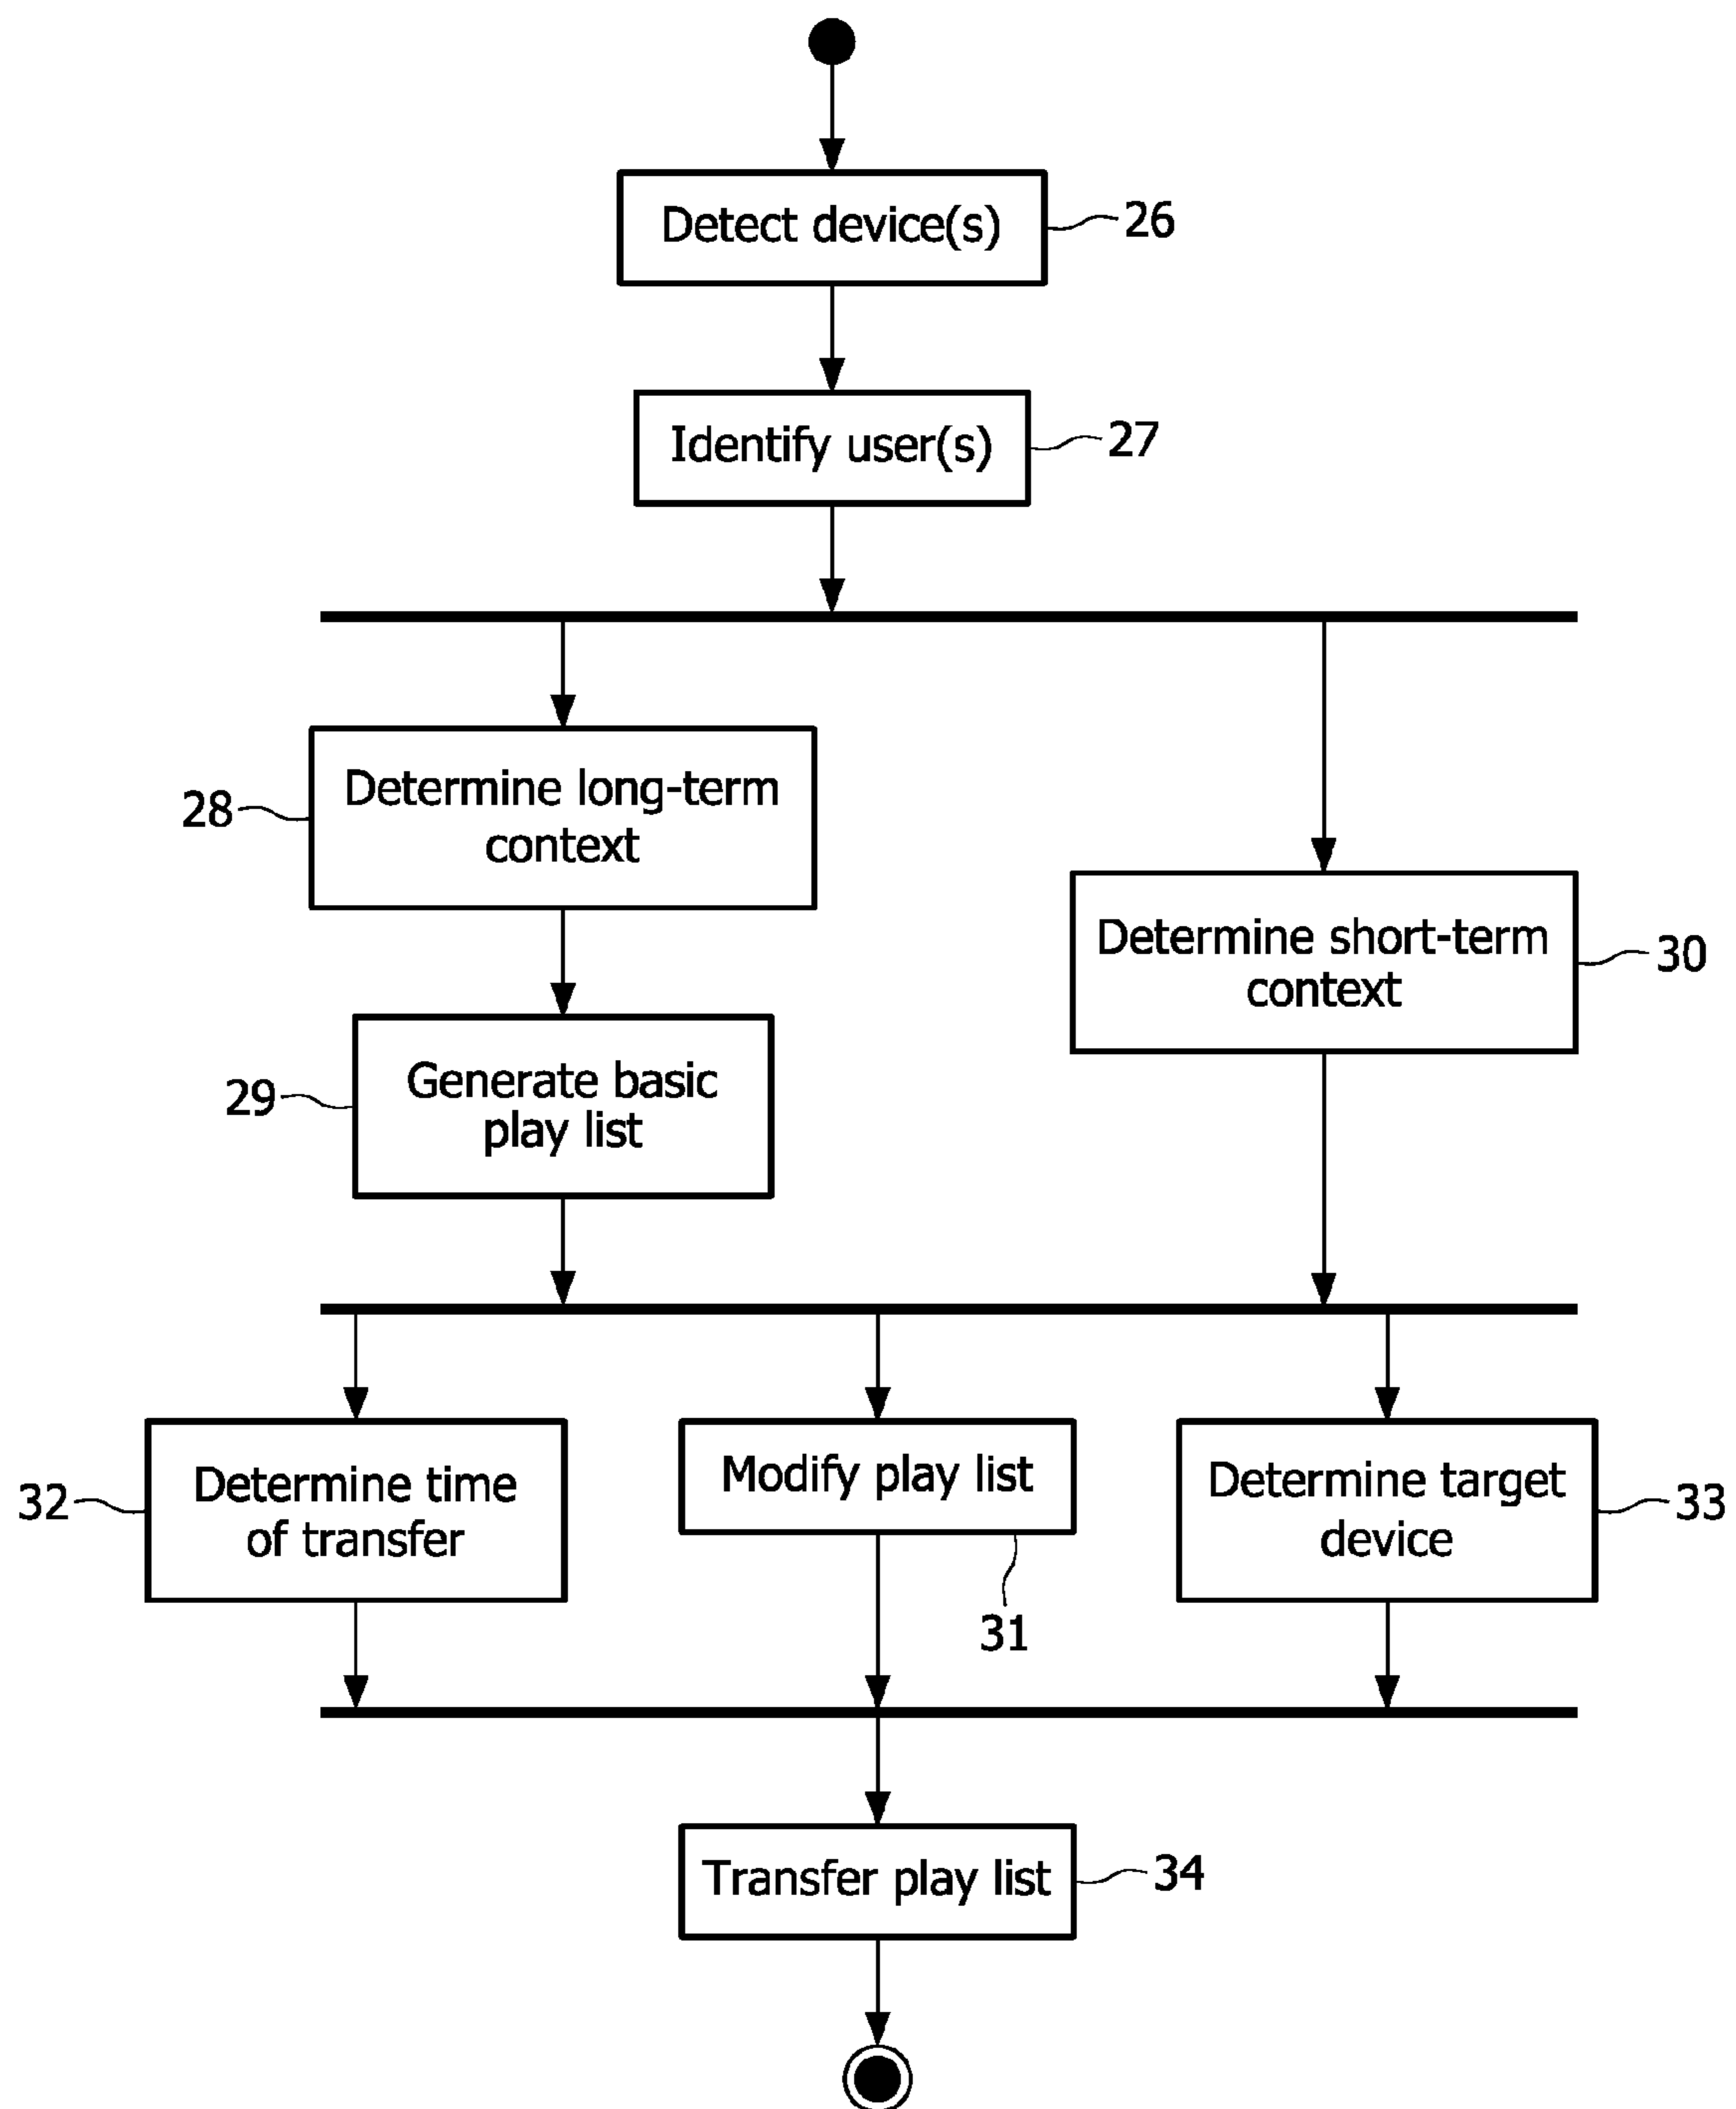 Detect device(s)
26
Identify user(s)
27
Determine long-term
context
28
Determine short-term
context
30
Generate basic
play list
29
Determine time
of transfer
32
Modify play list
31
Determine target
device
33
Transfer play list
34